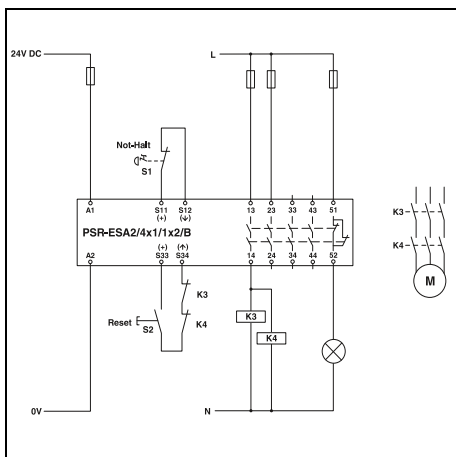 24V DC
L
Not-Halt
S1
A1
S11
(+)
S12
(↓)
13
23
33
43
51
PSR-ESA2/4x1/1x2/B
A2
(+)
S33
(↑)
S34
14
24
34
44
52
K3
K4
M
K3
K4
Reset
S2
K3
K4
0V
N